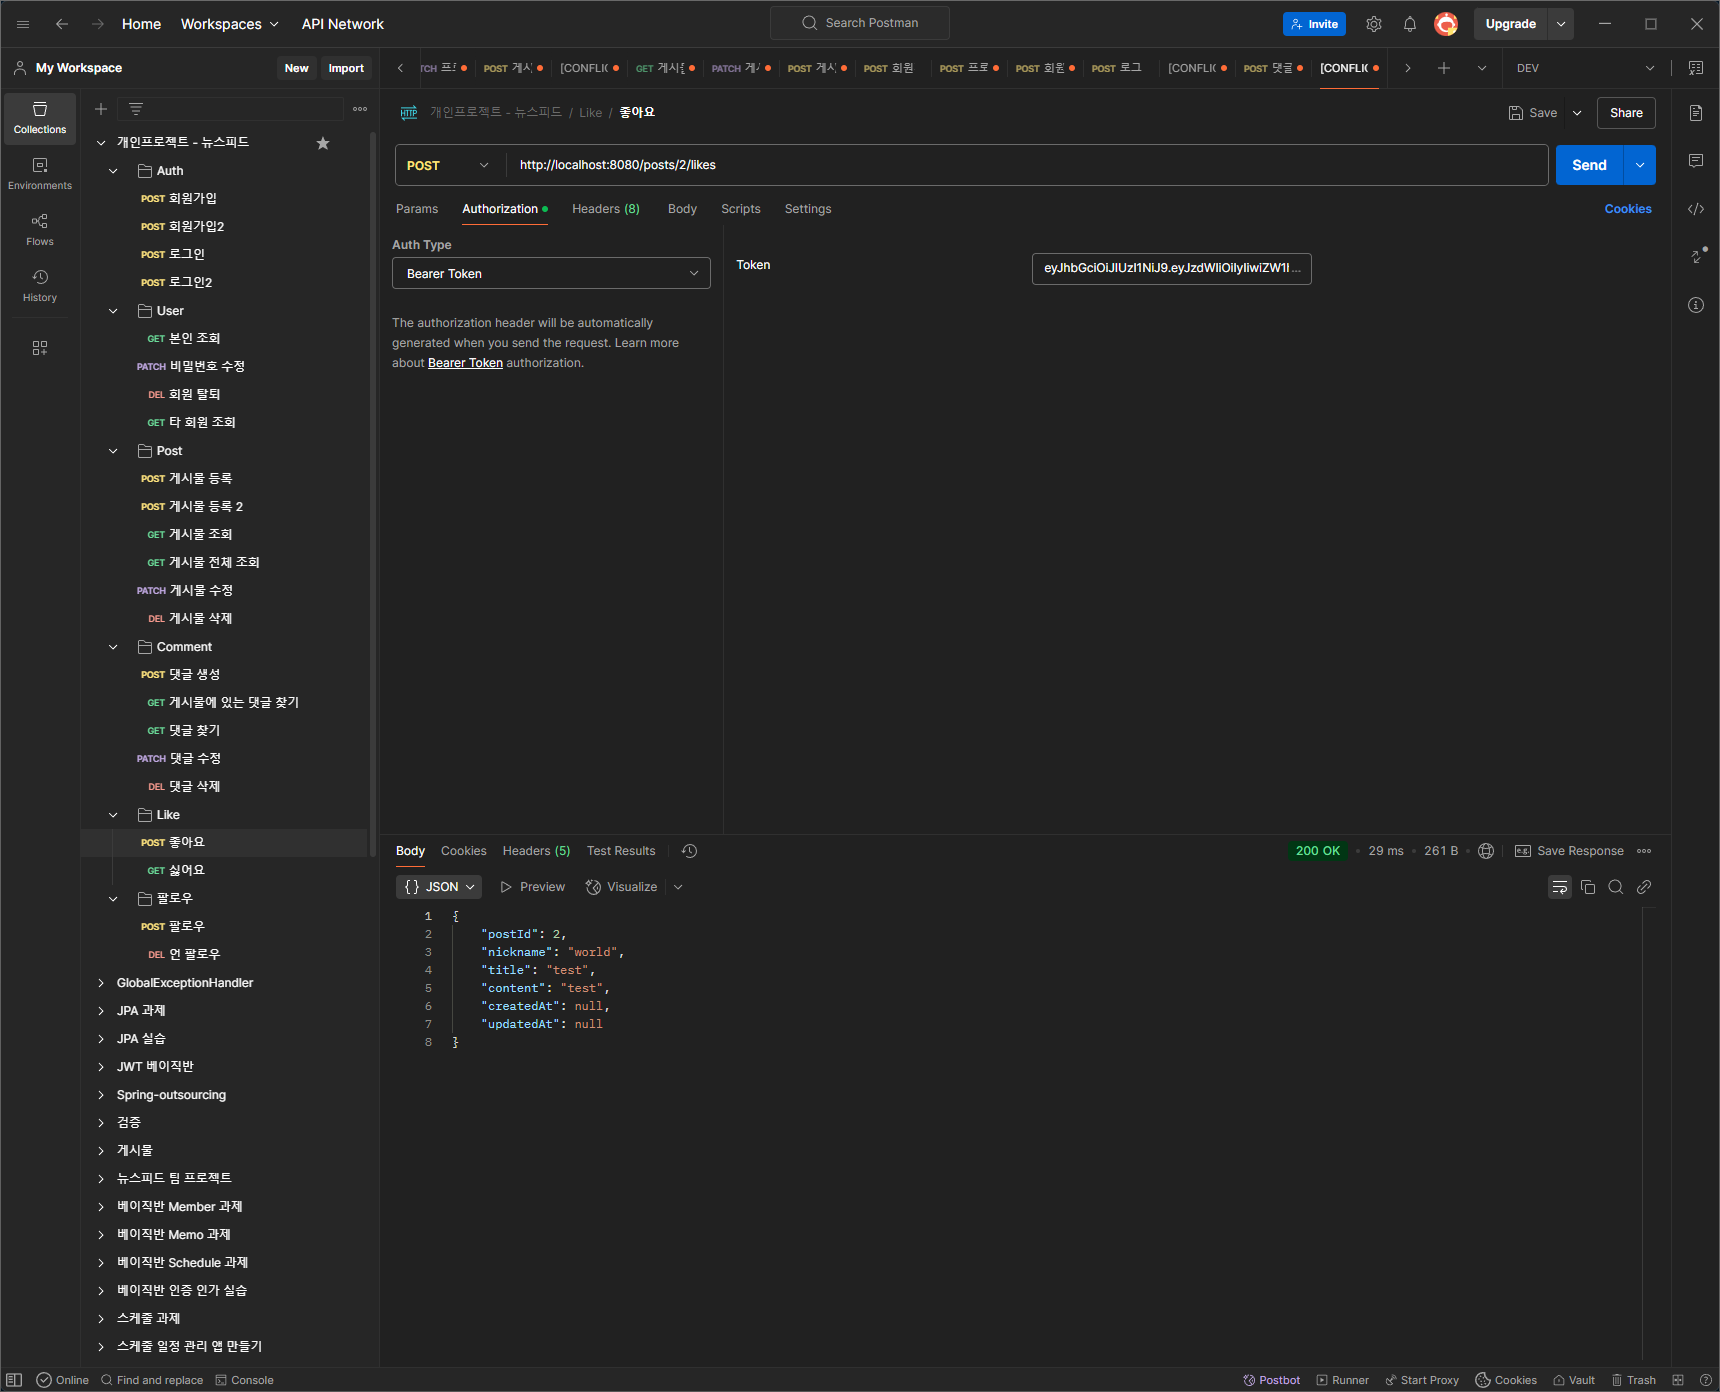 Home Workspaces API Network Search Postman Invite Upgrade
My Workspace New Import
POST 게시 [CONFLIC GET 게시물 PATCH 게시 POST 게시 POST 회원 POST 프로 POST 회원 POST 로그 [CONFLIC POST 댓글 [CONFLIC DEV
Collections
Environments
Flows
History
개인프로젝트 - 뉴스피드
Auth
POST 회원가입
POST 회원가입2
POST 로그인
POST 로그인2
User
GET 본인 조회
PATCH 비밀번호 수정
DEL 회원 탈퇴
GET 타 회원 조회
Post
POST 게시물 등록
POST 게시물 등록 2
GET 게시물 조회
GET 게시물 전체 조회
PATCH 게시물 수정
DEL 게시물 삭제
Comment
POST 댓글 생성
GET 게시물에 있는 댓글 찾기
GET 댓글 찾기
PATCH 댓글 수정
DEL 댓글 삭제
Like
POST 좋아요
GET 싫어요
팔로우
POST 팔로우
DEL 언 팔로우
GlobalExceptionHandler
JPA 과제
JPA 실습
JWT 베이직반
Spring-outsourcing
검증
게시물
뉴스피드 팀 프로젝트
베이직반 Member 과제
베이직반 Memo 과제
베이직반 Schedule 과제
베이직반 인증 인가 실습
스케줄 과제
스케줄 일정 관리 앱 만들기
HTTP 개인프로젝트 - 뉴스피드 / Like / 좋아요 Save Share
POST http://localhost:8080/posts/2/likes Send
Params Authorization Headers (8) Body Scripts Settings Cookies
Auth Type
Bearer Token
The authorization header will be automatically
generated when you send the request. Learn more
about Bearer Token authorization.
Token
Body Cookies Headers (5) Test Results 200 OK • 29 ms • 261 B Save Response
{} JSON Preview Visualize
1 {
2 "postId": 2,
3 "nickname": "world",
4 "title": "test",
5 "content": "test",
6 "createdAt": null,
7 "updatedAt": null
8 }
Online Find and replace Console Postbot Runner Start Proxy Cookies Vault Trash